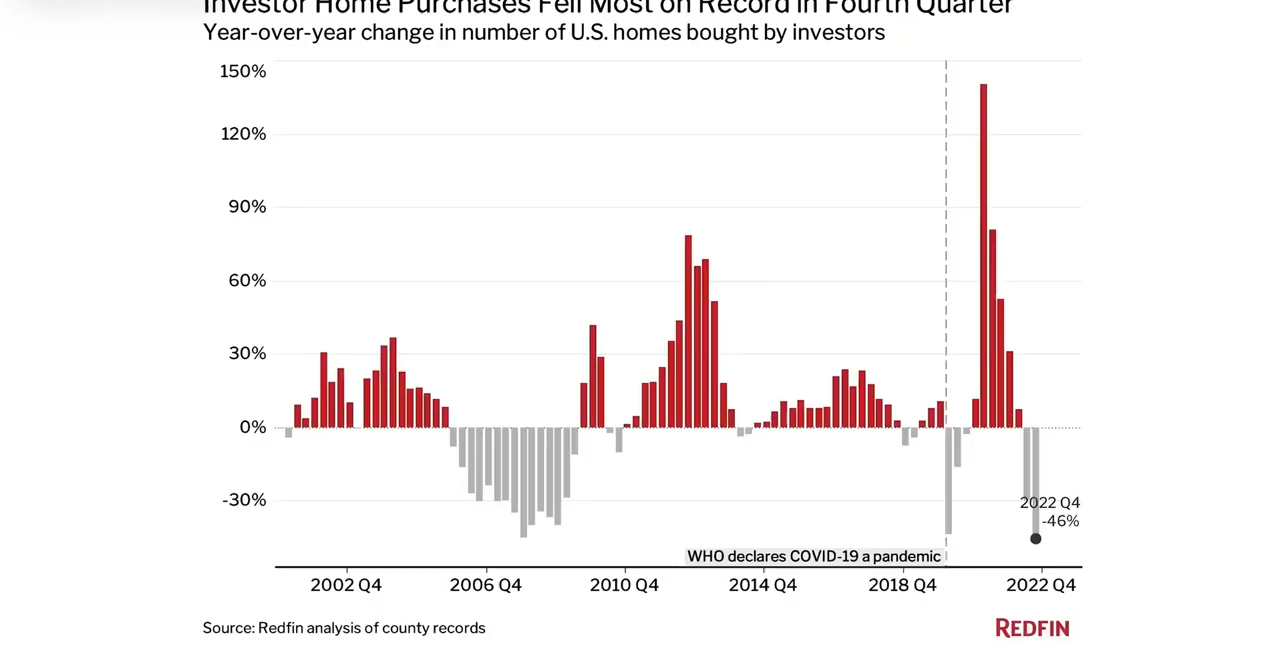 Investor Home Purchases Fell Most on Record in Fourth Quarter
Year-over-year change in number of U.S. homes bought by investors
150%
120%
90%
60%
30%
0%
-30%
2022 Q4
-46%
WHO declares COVID-19 a pandemic
2002 Q4 2006 Q4 2010 Q4 2014 Q4 2018 Q4 2022 Q4
Source: Redfin analysis of county records
REDFIN